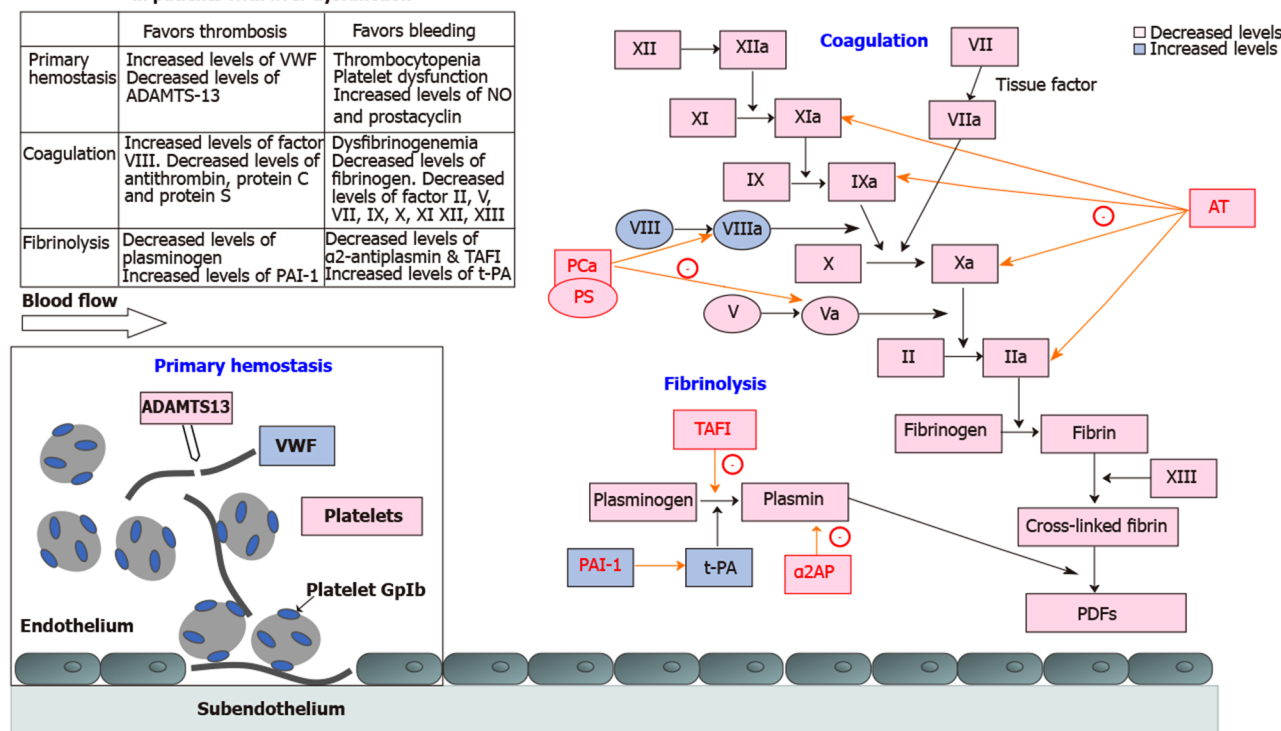 in patients with liver dysfunction
Favors thrombosis
Favors bleeding
Primary
hemostasis
Increased levels of VWF
Decreased levels of
ADAMTS-13
Thrombocytopenia
Platelet dysfunction
Increased levels of NO
and prostacyclin
Coagulation
Increased levels of factor
VIII. Decreased levels of
antithrombin, protein C
and protein S
Dysfibrinogenemia
Decreased levels of
fibrinogen. Decreased
levels of factor II, V,
VII, IX, X, XI XII, XIII
Fibrinolysis
Decreased levels of
plasminogen
Increased levels of PAI-1
Decreased levels of
α2-antiplasmin & TAFI
Increased levels of t-PA
Blood flow
Primary hemostasis
ADAMTS13
VWF
Platelets
Platelet GpIb
Endothelium
Subendothelium
Coagulation
Decreased levels
Increased levels
XII
XIIa
VII
Tissue factor
XI
XIa
VIIa
IX
IXa
AT
-
VIII
VIIIa
PCa
PS
-
X
Xa
V
Va
II
IIa
Fibrinogen
Fibrin
XIII
Cross-linked fibrin
PDFs
Fibrinolysis
TAFI
-
Plasminogen
Plasmin
-
PAI-1
t-PA
α2AP